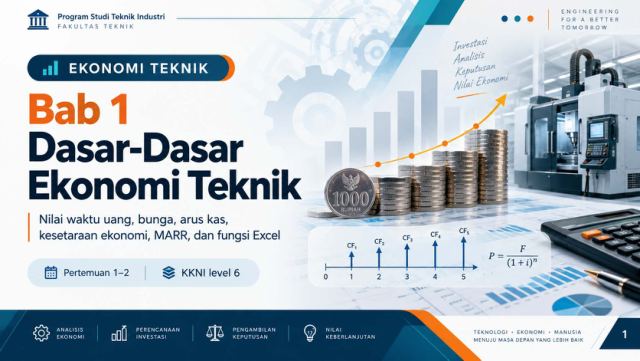 Program Studi Teknik Industri
FAKULTAS TEKNIK
ENGINEERING
FOR A BETTER
TOMORROW
EKONOMI TEKNIK
Investasi
Analisis
Keputusan
Nilai Ekonomi
Bab 1
Dasar-Dasar
Ekonomi Teknik
Nilai waktu uang, bunga, arus kas,
kesetaraan ekonomi, MARR, dan fungsi Excel
Pertemuan 1–2
KKNI level 6
1000
RUPIAH
CF₁ CF₂ CF₃ CF₄ CF₅
0 1 2 3 4 5
P = F / (1 + i)ⁿ
ANALISIS
EKONOMI
PERENCANAAN
INVESTASI
PENGAMBILAN
KEPUTUSAN
NILAI
KEBERLANJUTAN
TEKNOLOGI • EKONOMI • MANUSIA
MENUJU MASA DEPAN YANG LEBIH BAIK
1